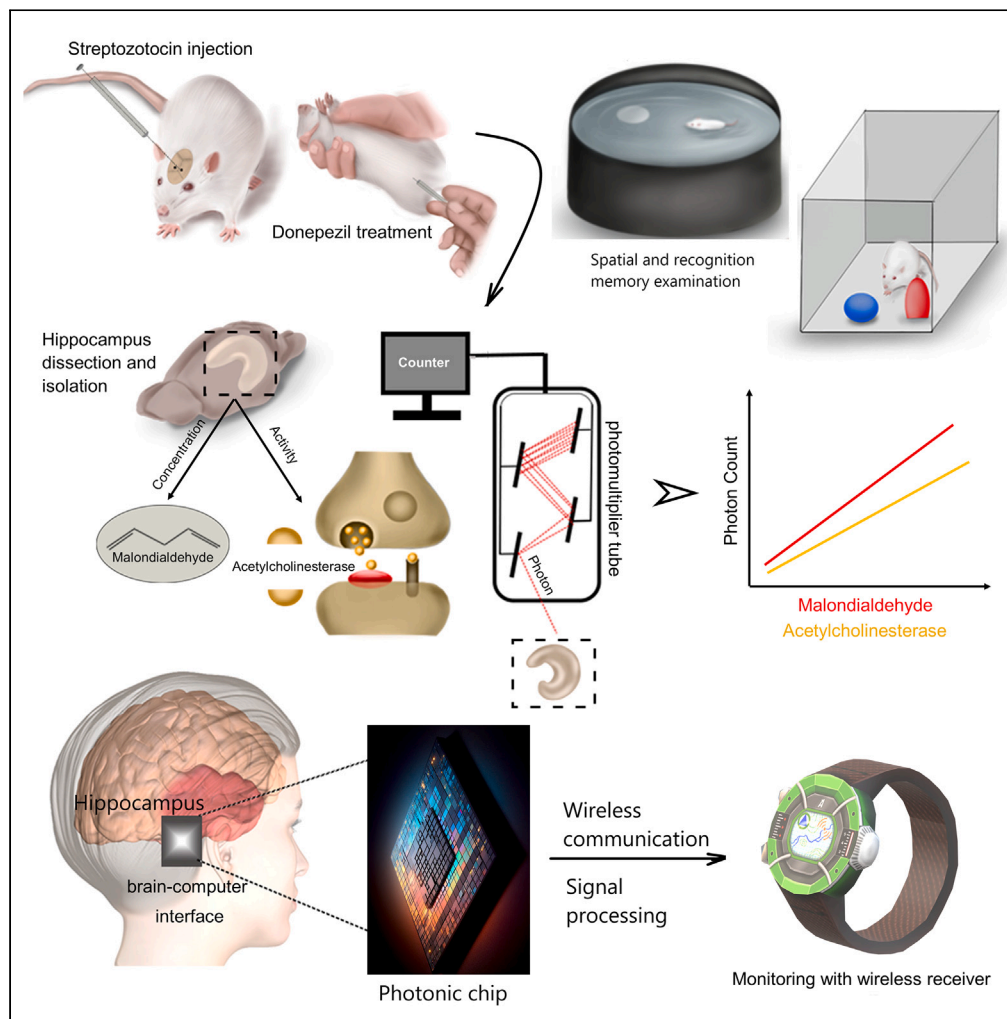 Streptozotocin injection
Donepezil treatment
Spatial and recognition
memory examination
Hippocampus
dissection and
isolation
Concentration
Activity
Malondialdehyde
Acetylcholinesterase
Counter
photomultiplier tube
Photon
Photon Count
Malondialdehyde
Acetylcholinesterase
Hippocampus
brain-computer
interface
Photonic chip
Wireless
communication
Signal
processing
A
Monitoring with wireless receiver